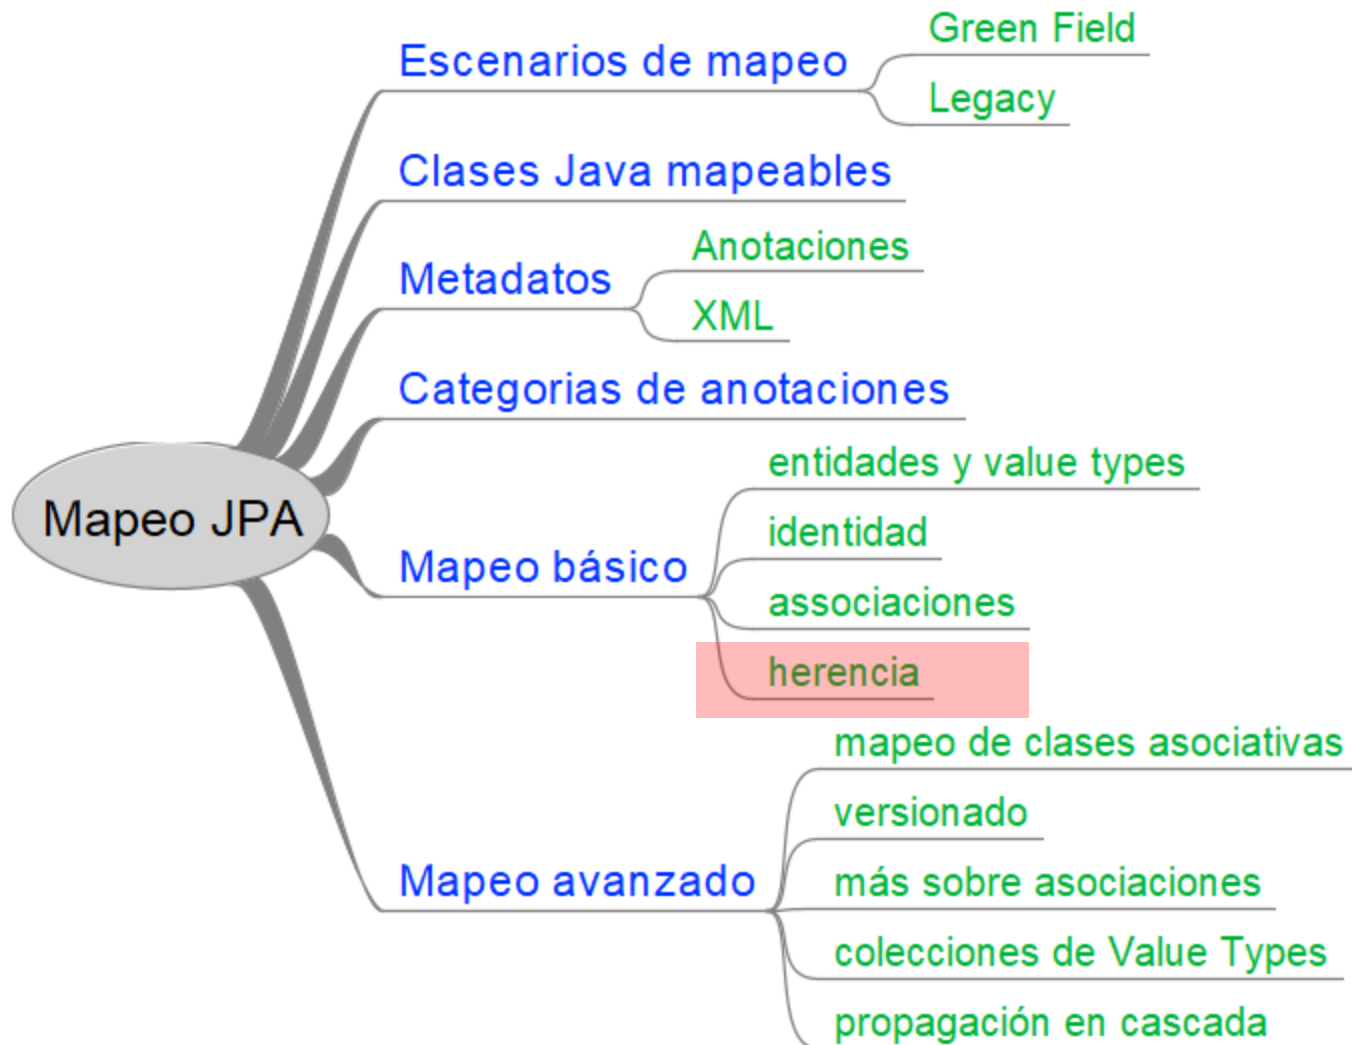 Green Field
Escenarios de mapeo
Legacy
Clases Java mapeables
Anotaciones
Metadatos
XML
Categorias de anotaciones
entidades y value types
Mapeo JPA
identidad
Mapeo básico
associaciones
herencia
mapeo de clases asociativas
versionado
Mapeo avanzado
más sobre asociaciones
colecciones de Value Types
propagación en cascada